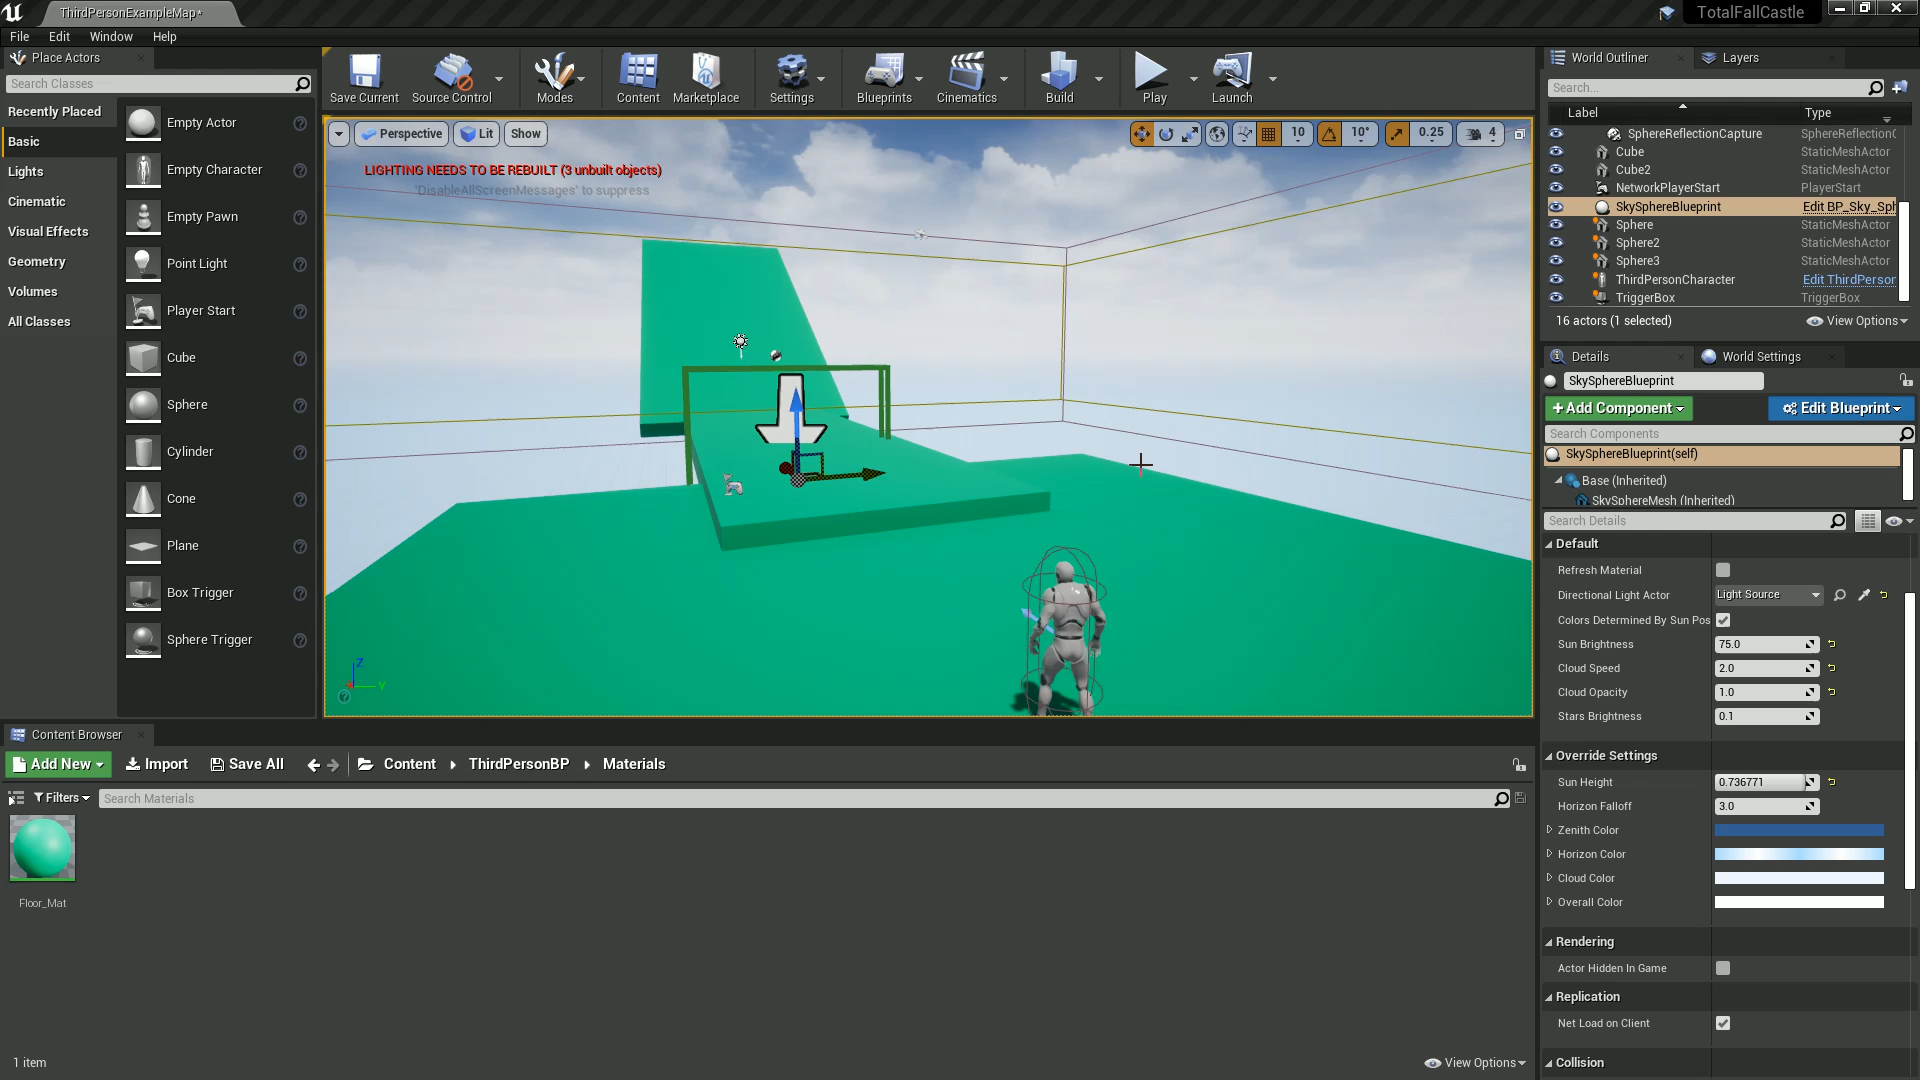 ThirdPersonExampleMap*
TotalFallCastle
File Edit Window Help
Place Actors
Search Classes
Recently Placed
Basic
Lights
Cinematic
Visual Effects
Geometry
Volumes
All Classes
Empty Actor
Empty Character
Empty Pawn
Point Light
Player Start
Cube
Sphere
Cylinder
Cone
Plane
Box Trigger
Sphere Trigger
Save Current Source Control Modes Content Marketplace Settings Blueprints Cinematics Build Play Launch
Perspective Lit Show
10 10° 0.25 4
LIGHTING NEEDS TO BE REBUILT (3 unbuilt objects)
'DisableAllScreenMessages' to suppress
Z
Y
World Outliner Layers
Search...
Label Type
SphereReflectionCapture SphereReflectionC
Cube StaticMeshActor
Cube2 StaticMeshActor
NetworkPlayerStart PlayerStart
SkySphereBlueprint Edit BP_Sky_Sph
Sphere StaticMeshActor
Sphere2 StaticMeshActor
Sphere3 StaticMeshActor
ThirdPersonCharacter Edit ThirdPerson
TriggerBox TriggerBox
16 actors (1 selected) View Options
Details World Settings
SkySphereBlueprint
+Add Component Edit Blueprint
Search Components
SkySphereBlueprint(self)
Base (Inherited)
SkySphereMesh (Inherited)
Search Details
Default
Refresh Material
Directional Light Actor Light Source
Colors Determined By Sun Pos
Sun Brightness 75.0
Cloud Speed 2.0
Cloud Opacity 1.0
Stars Brightness 0.1
Override Settings
Sun Height 0.736771
Horizon Falloff 3.0
Zenith Color
Horizon Color
Cloud Color
Overall Color
Rendering
Actor Hidden In Game
Replication
Net Load on Client
Collision
Content Browser
Add New Import Save All Content ThirdPersonBP Materials
Filters Search Materials
Floor_Mat
1 item View Options